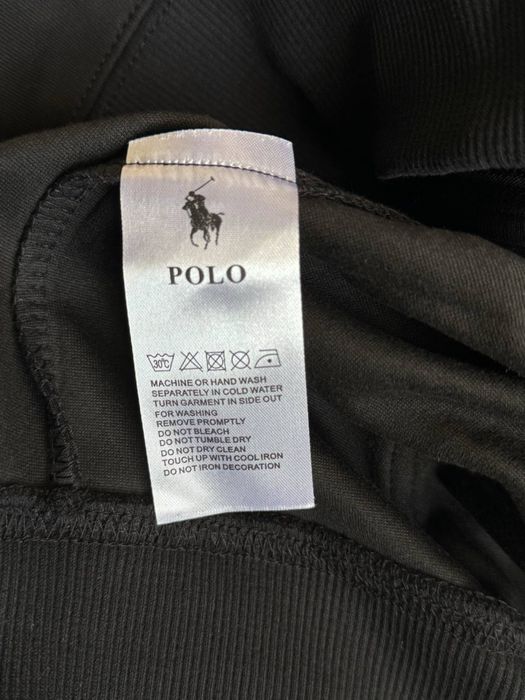 POLO
30°C
MACHINE OR HAND WASH
SEPARATELY IN COLD WATER
TURN GARMENT IN SIDE OUT
FOR WASHING
REMOVE PROMPTLY
DO NOT BLEACH
DO NOT TUMBLE DRY
DO NOT DRY CLEAN
TOUCH UP WITH COOL IRON
DO NOT IRON DECORATION